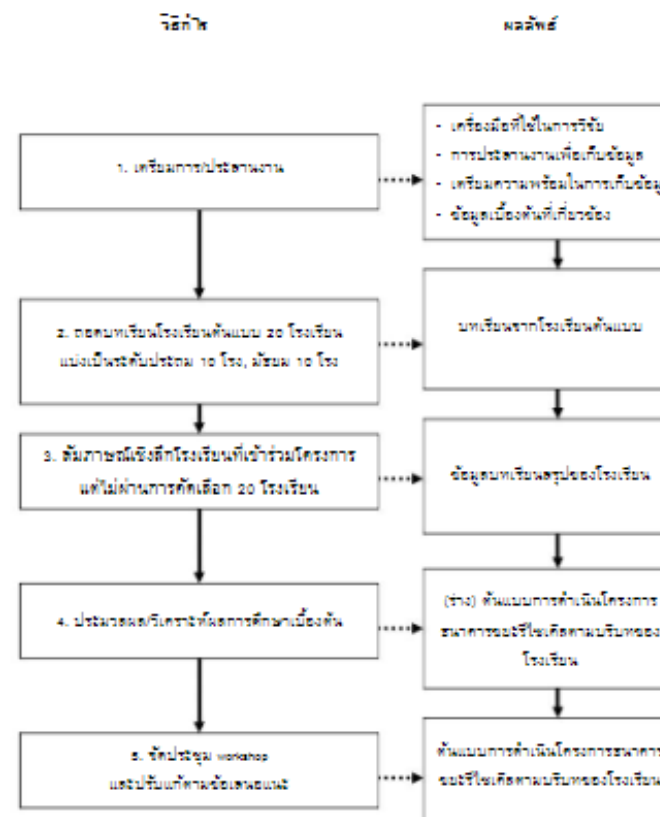 วิธีการ
ผลลัพธ์
1. เตรียมการ/ประสานงาน
- เครื่องมือที่ใช้ในการวิจัย
- การประสานงานเพื่อเก็บข้อมูล
- เตรียมความพร้อมในการเก็บข้อมู
- ข้อมูลเบื้องต้นที่เกี่ยวข้อง
2. ถอดบทเรียนโรงเรียนต้นแบบ 20 โรงเรียน
แบ่งเป็นระดับประถม 10 โรง, มัธยม 10 โรง
บทเรียนจากโรงเรียนต้นแบบ
3. สัมภาษณ์เชิงลึกโรงเรียนที่เข้าร่วมโครงการ
แต่ไม่ผ่านการคัดเลือก 20 โรงเรียน
ข้อมูลบทเรียนสรุปของโรงเรียน
4. ประมวลผล/วิเคราะห์ผลการศึกษาเบื้องต้น
(ร่าง) ต้นแบบการดำเนินโครงการ
ธนาคารขยะรีไซเคิลตามบริบทของ
โรงเรียน
5. จัดประชุม workshop
และปรับแก้ตามข้อเสนอแนะ
ต้นแบบการดำเนินโครงการธนาคาร
ขยะรีไซเคิลตามบริบทของโรงเรียน